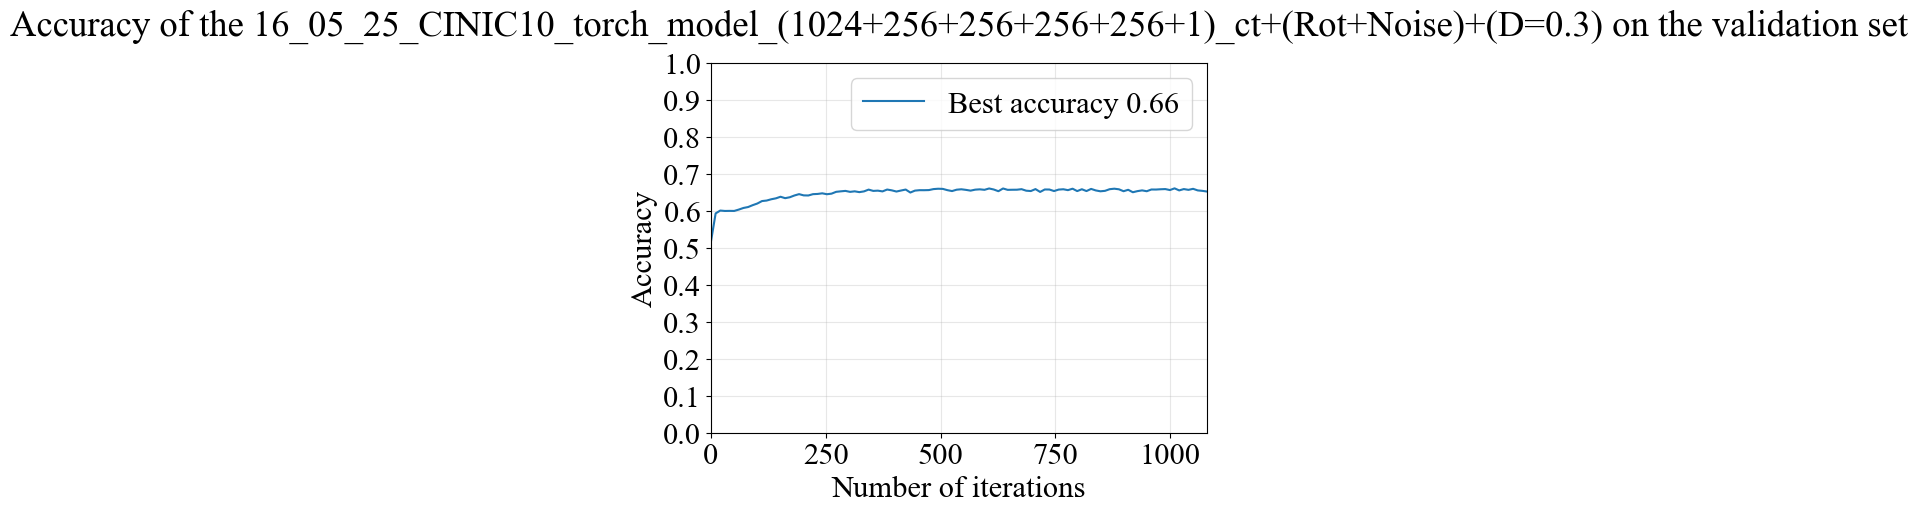 Accuracy of the 16_05_25_CINIC10_torch_model_(1024+256+256+256+256+1)_ct+(Rot+Noise)+(D=0.3) on the validation set
1.0
0.9
0.8
0.7
0.6
0.5
0.4
0.3
0.2
0.1
0.0
Accuracy
Best accuracy 0.66
0 250 500 750 1000
Number of iterations